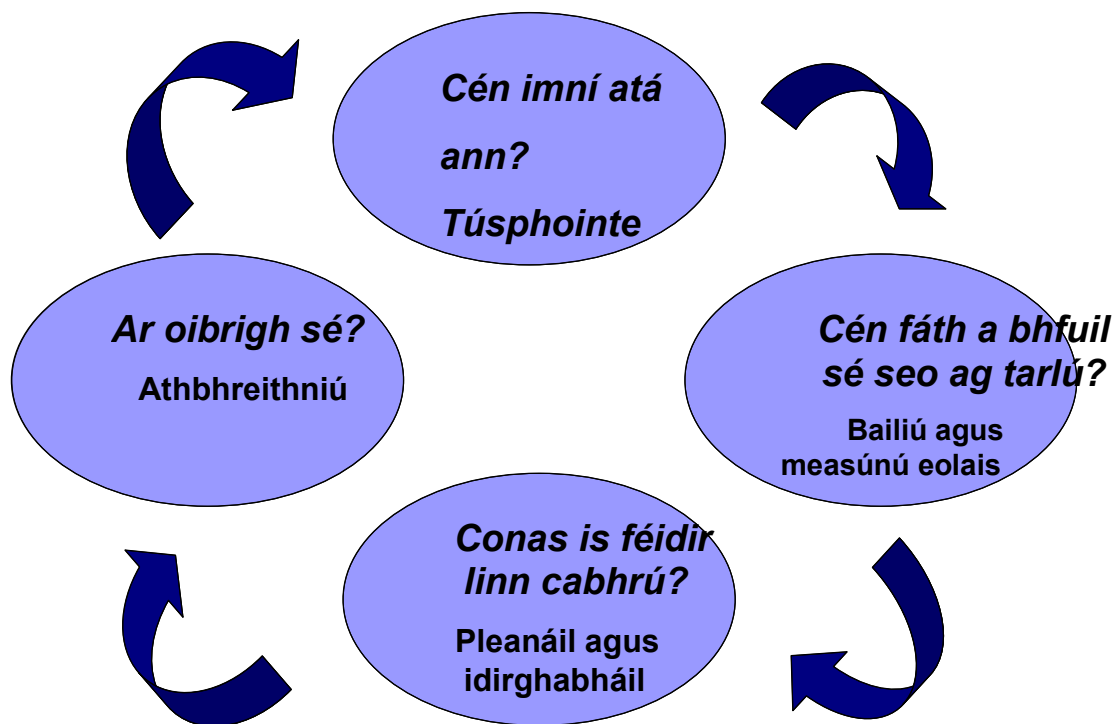 Cén imní atá
ann?
Túsphointe
Cén fáth a bhfuil
sé seo ag tarlú?
Bailiú agus
measúnú eolais
Conas is féidir
linn cabhrú?
Pleanáil agus
idirghabháil
Ar oibrigh sé?
Athbhreithniú